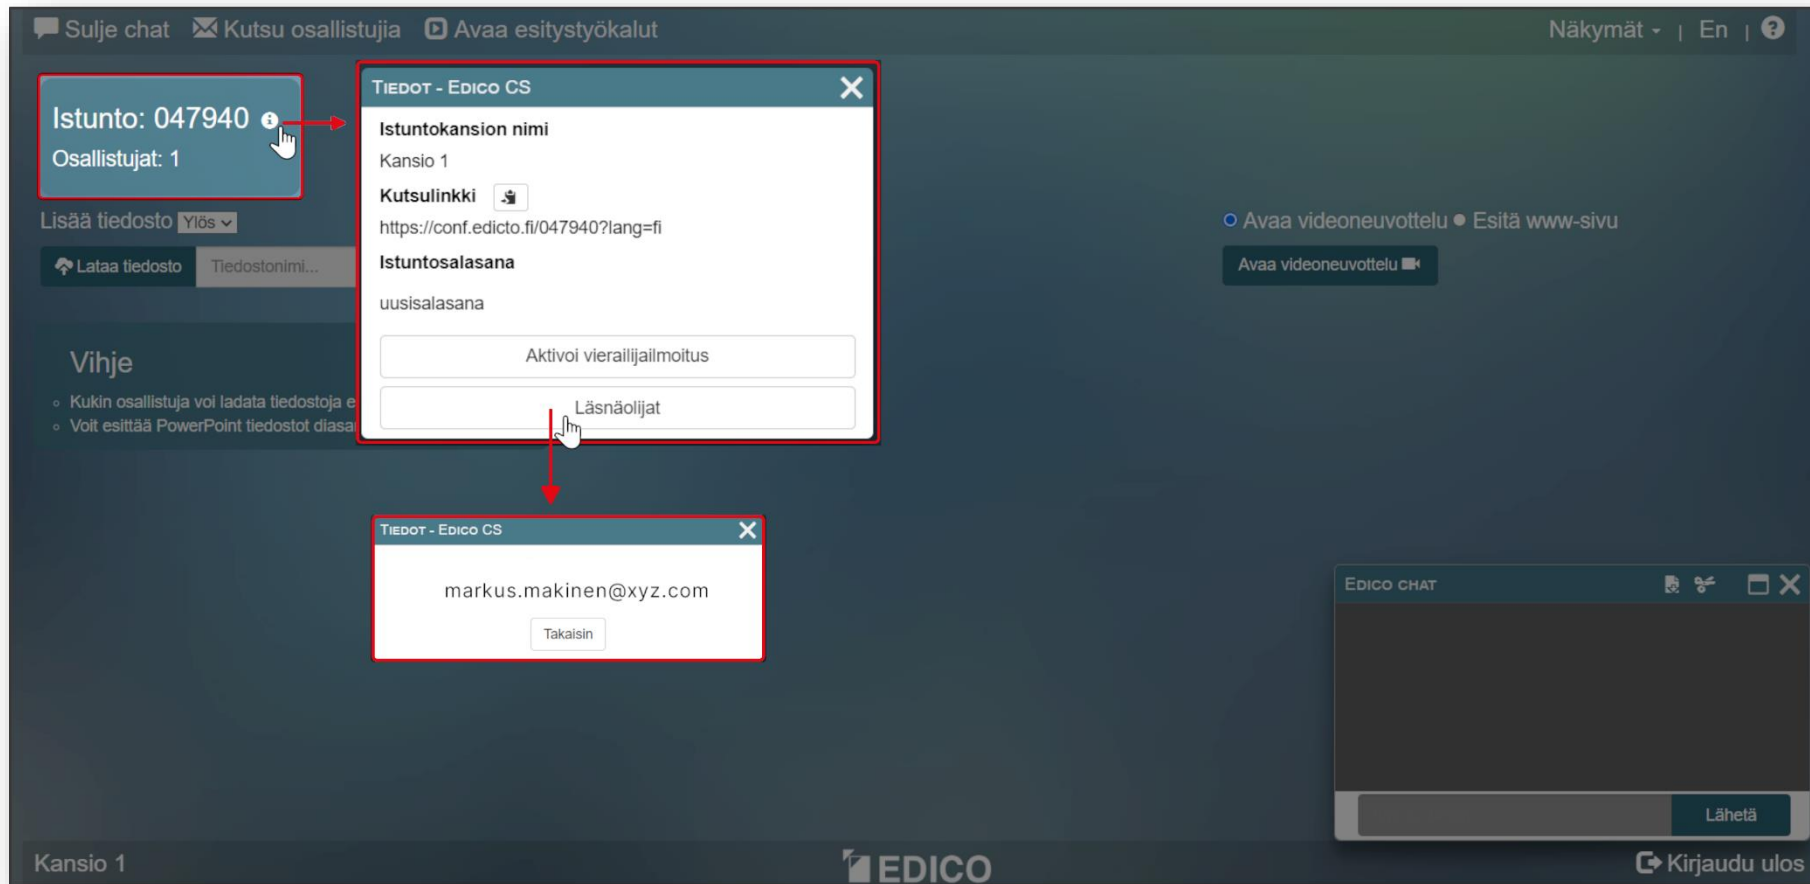 Sulje chat Kutsu osallistujia Avaa esitystyökalut Näkymät | En |
Istunto: 047940
Osallistujat: 1
TIEDOT - EDICO CS
Istuntokansion nimi
Kansio 1
Kutsulinkki
https://conf.edicto.fi/047940?lang=fi
Istuntosalasana
uusisalasana
Aktivoi vierailijailmoitus
Läsnäolijat
Lisää tiedosto Ylös
Lataa tiedosto Tiedostonimi...
Avaa videoneuvottelu Esitä www-sivu
Avaa videoneuvottelu
Vihje
Kukin osallistuja voi ladata tiedostoja e
Voit esittää PowerPoint tiedostot diasa
TIEDOT - EDICO CS
markus.makinen@xyz.com
Takaisin
EDICO CHAT
Lähetä
Kansio 1 EDICO Kirjaudu ulos